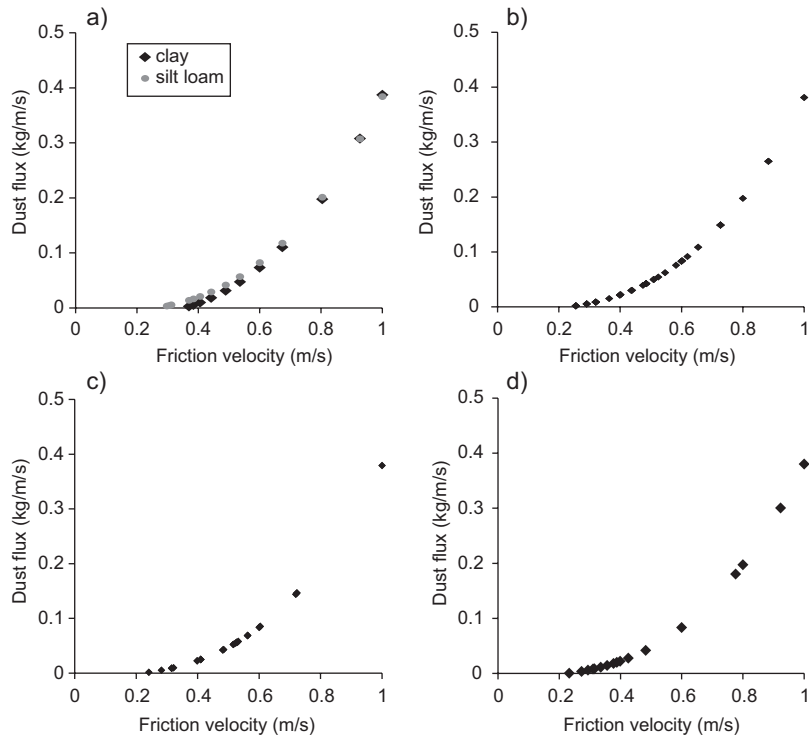 a)
0.5
0.4
0.3
0.2
0.1
0
Dust flux (kg/m/s)
clay
silt loam
0 0.2 0.4 0.6 0.8 1
Friction velocity (m/s)
b)
0.5
0.4
0.3
0.2
0.1
0
Dust flux (kg/m/s)
0 0.2 0.4 0.6 0.8 1
Friction velocity (m/s)
c)
0.5
0.4
0.3
0.2
0.1
0
Dust flux (kg/m/s)
0 0.2 0.4 0.6 0.8 1
Friction velocity (m/s)
d)
0.5
0.4
0.3
0.2
0.1
0
Dust flux (kg/m/s)
0 0.2 0.4 0.6 0.8 1
Friction velocity (m/s)